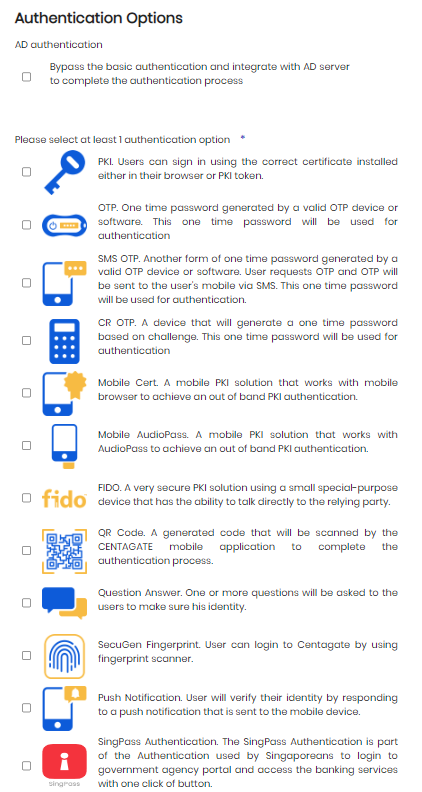 Authentication Options
AD authentication
Bypass the basic authentication and integrate with AD server
to complete the authentication process
Please select at least 1 authentication option *
PKI. Users can sign in using the correct certificate installed
either in their browser or PKI token.
OTP. One time password generated by a valid OTP device or
software. This one time password will be used for
authentication
SMS OTP. Another form of one time password generated by a
valid OTP device or software. User requests OTP and OTP will
be sent to the user's mobile via SMS. This one time password
will be used for authentication.
CR OTP. A device that will generate a one time password
based on challenge. This one time password will be used for
authentication
Mobile Cert. A mobile PKI solution that works with mobile
browser to achieve an out of band PKI authentication.
Mobile AudioPass. A mobile PKI solution that works with
AudioPass to achieve an out of band PKI authentication.
fido
FIDO. A very secure PKI solution using a small special-purpose
device that has the ability to talk directly to the relying party.
QR Code. A generated code that will be scanned by the
CENTAGATE mobile application to complete the
authentication process.
Question Answer. One or more questions will be asked to the
users to make sure his identity.
SecuGen Fingerprint. User can login to Centagate by using
fingerprint scanner.
Push Notification. User will verify their identity by responding
to a push notification that is sent to the mobile device.
SingPass Authentication. The SingPass Authentication is part
of the Authentication used by Singaporeans to login to
government agency portal and access the banking services
with one click of button.
SingPass